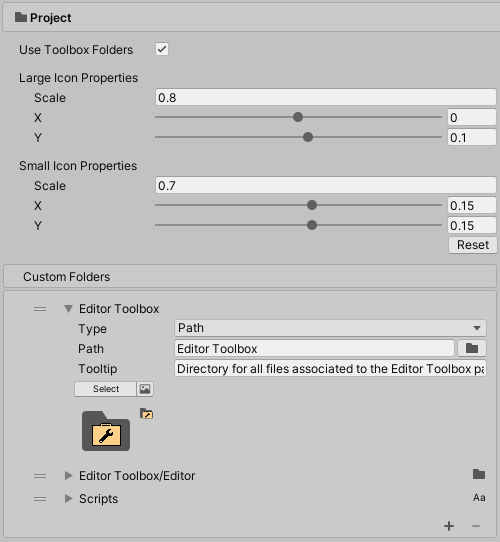 Project
Use Toolbox Folders
Large Icon Properties
Scale 0.8
X 0
Y 0.1
Small Icon Properties
Scale 0.7
X 0.15
Y 0.15
Reset
Custom Folders
Editor Toolbox
Type Path
Path Editor Toolbox
Tooltip Directory for all files associated to the Editor Toolbox pa
Select
Editor Toolbox/Editor
Scripts Aa